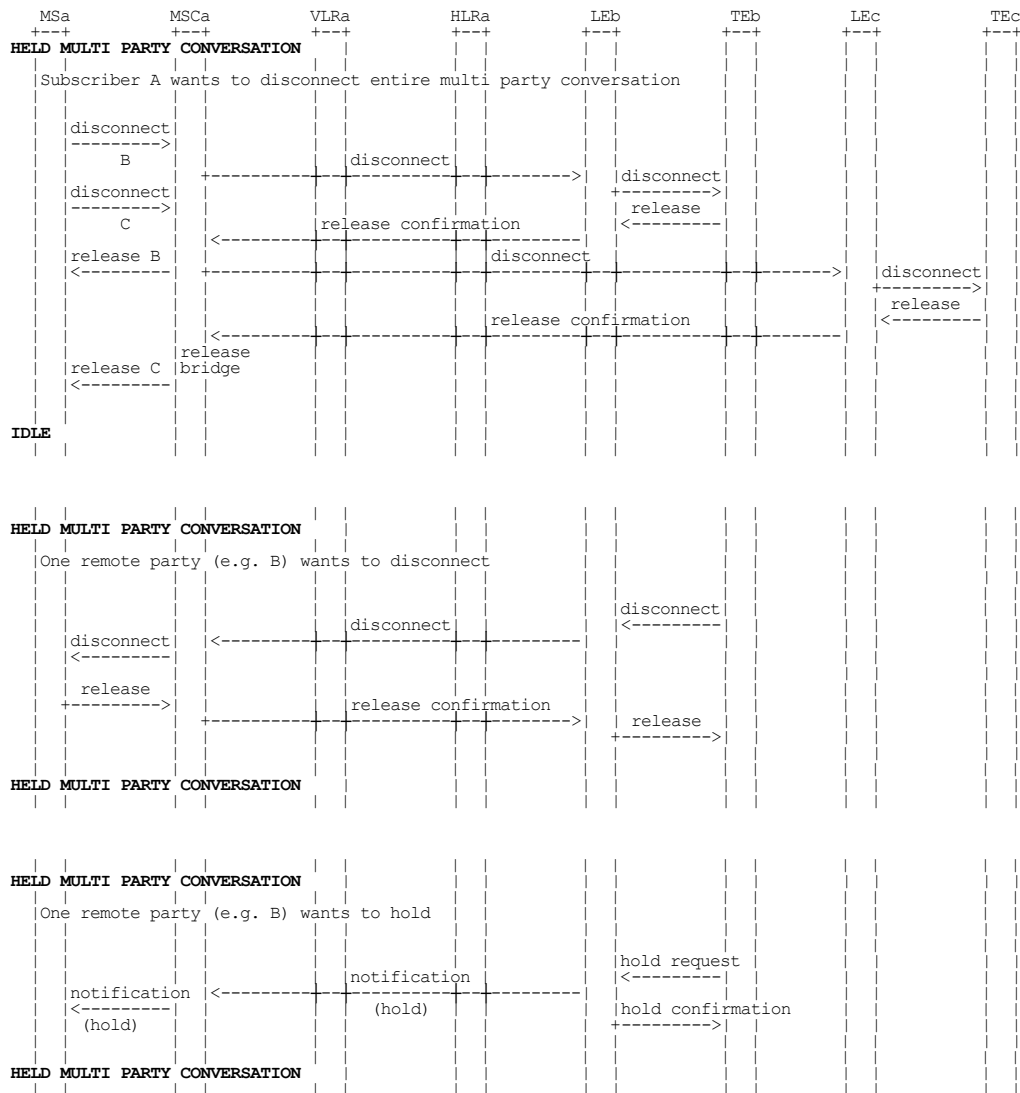 MSa MSCa VLRa HLRa LEb TEb LEc TEc
HELD MULTI PARTY CONVERSATION
Subscriber A wants to disconnect entire multi party conversation
disconnect
B
disconnect
disconnect
disconnect
release
C
release confirmation
release B
disconnect
disconnect
release
release confirmation
release
release C bridge
IDLE
HELD MULTI PARTY CONVERSATION
One remote party (e.g. B) wants to disconnect
disconnect
disconnect
disconnect
release
release confirmation
release
HELD MULTI PARTY CONVERSATION
HELD MULTI PARTY CONVERSATION
One remote party (e.g. B) wants to hold
hold request
notification
notification
(hold)
hold confirmation
(hold)
HELD MULTI PARTY CONVERSATION